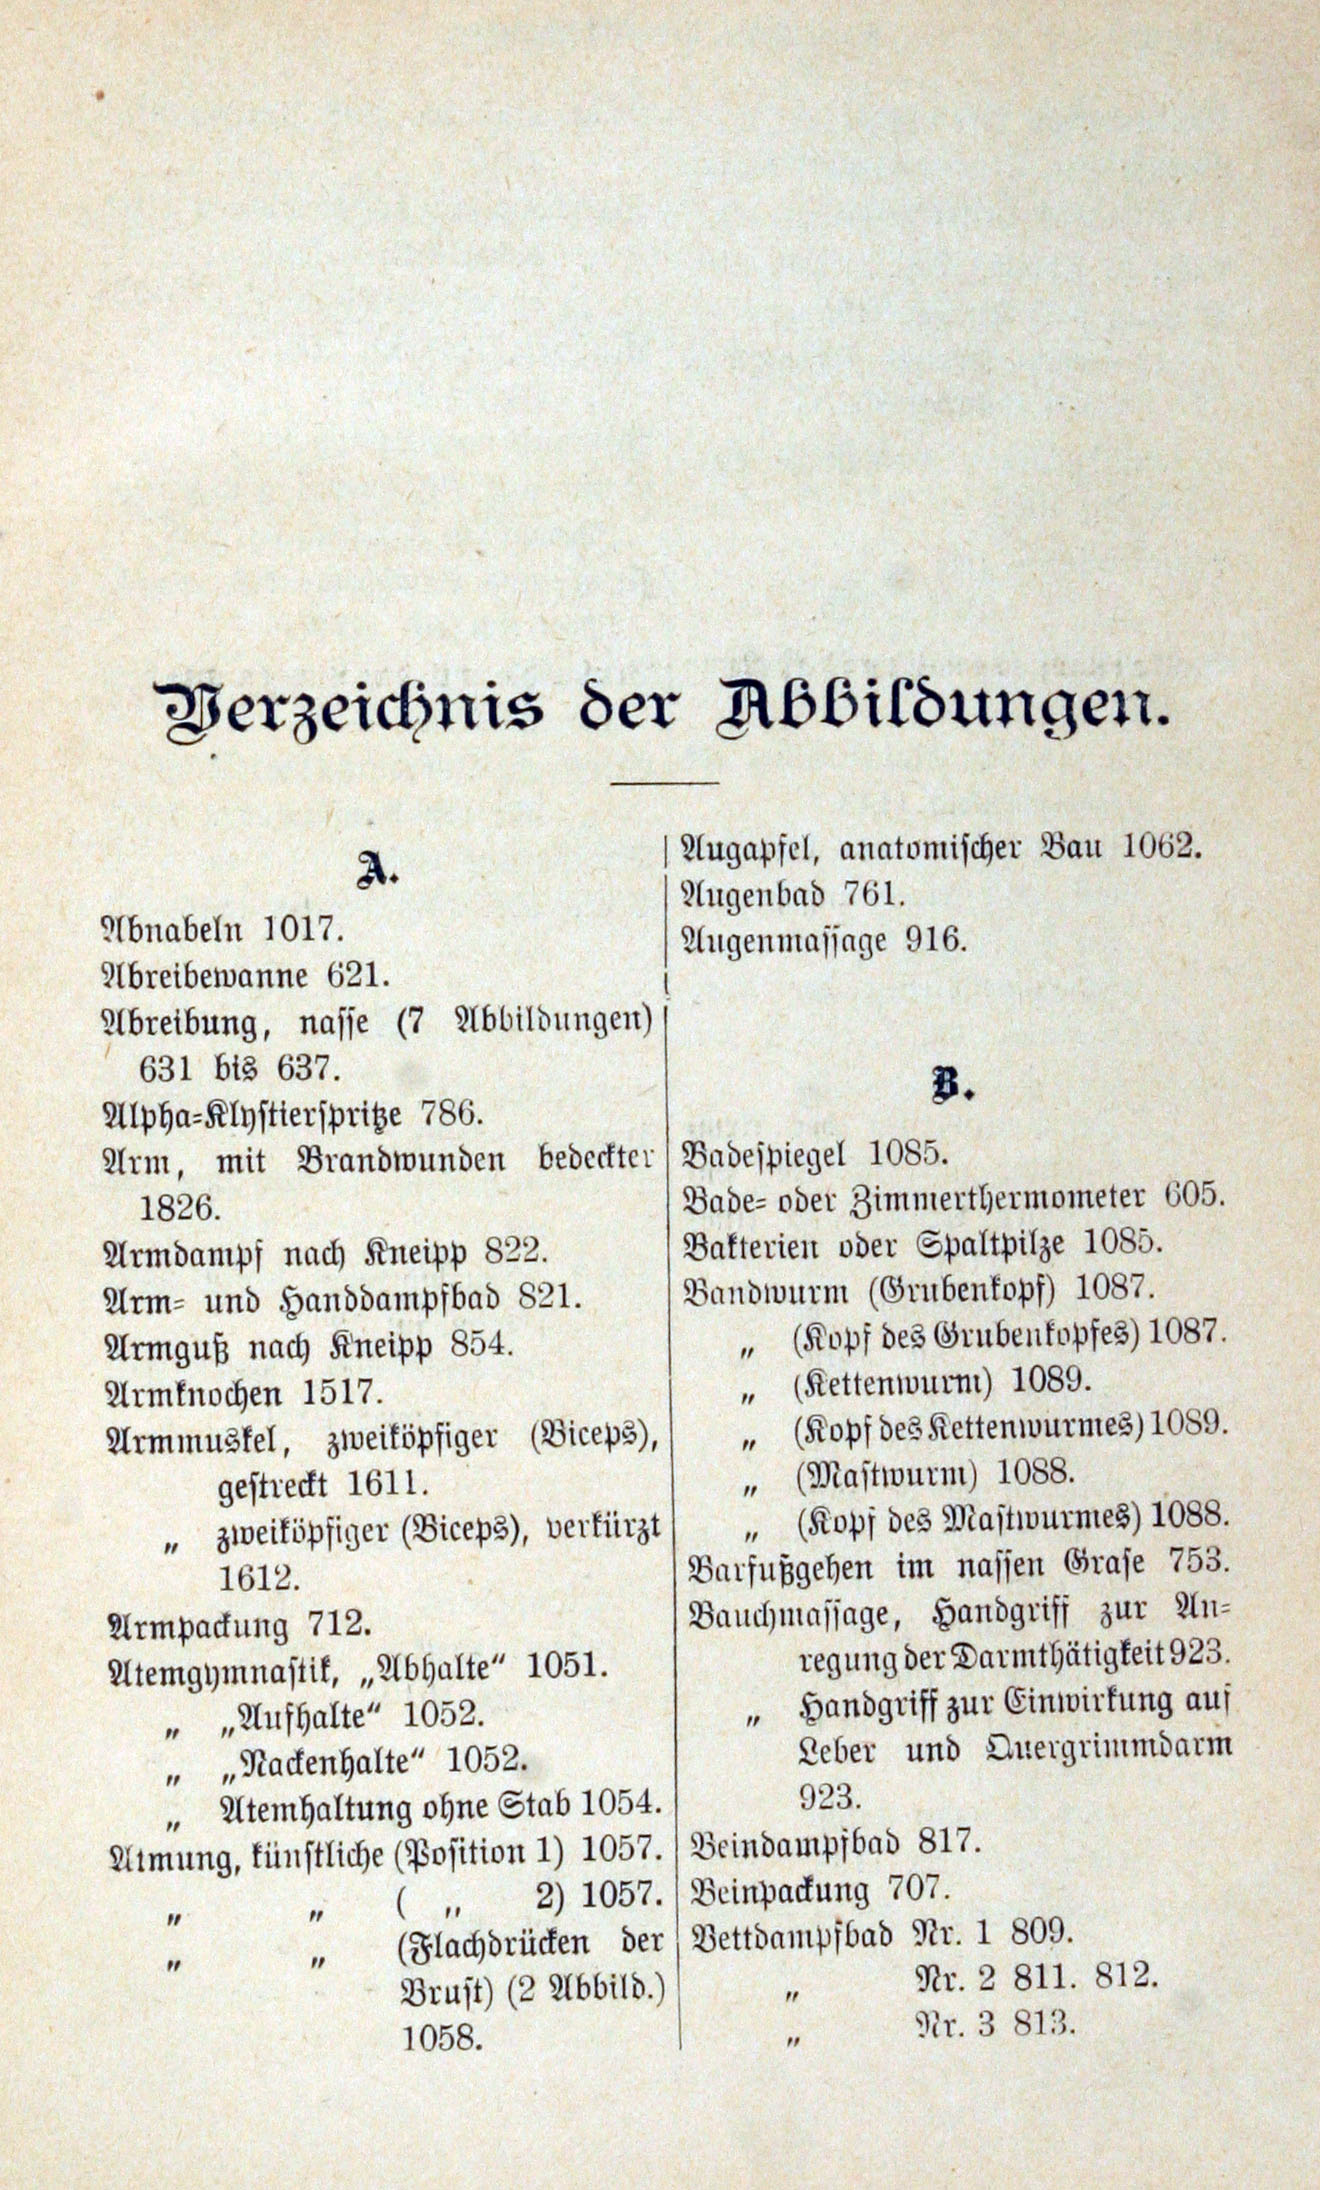 Verzeichnis der Abbildungen.
A.
Abnabeln 1017.
Abreibewanne 621.
Abreibung, nasse (7 Abbildungen)
631 bis 637.
Alpha-Klystierspritze 786.
Arm, mit Brandwunden bedeckter
1826.
Armdampf nach Kneipp 822.
Arm- und Handdampfbad 821.
Armguß nach Kneipp 854.
Armknochen 1517.
Armmuskel, zweiköpfiger (Biceps),
gestreckt 1611.
„ zweiköpfiger (Biceps), verkürzt
1612.
Armpackung 712.
Atemgymnastik, „Abhalte“ 1051.
„ „Aufhalte“ 1052.
„ „Nackenhalte“ 1052.
„ Atemhaltung ohne Stab 1054.
Atmung, künstliche (Position 1) 1057.
„ „ ( „ 2) 1057.
„ „ (Flachdrücken der
Brust) (2 Abbild.)
1058.
Augapfel, anatomischer Bau 1062.
Augenbad 761.
Augenmassage 916.
B.
Badespiegel 1085.
Bade- oder Zimmerthermometer 605.
Bakterien oder Spaltpilze 1085.
Bandwurm (Grubenkopf) 1087.
„ (Kopf des Grubenkopfes) 1087.
„ (Kettenwurm) 1089.
„ (Kopf des Kettenwurmes) 1089.
„ (Mastwurm) 1088.
„ (Kopf des Mastwurmes) 1088.
Barfußgehen im nassen Grase 753.
Bauchmassage, Handgriff zur An-
regung der Darmthätigkeit 923.
„ Handgriff zur Einwirkung auf
Leber und Quergrimmdarm
923.
Beindampfbad 817.
Beinpackung 707.
Bettdampfbad Nr. 1 809.
„ Nr. 2 811. 812.
„ Nr. 3 813.